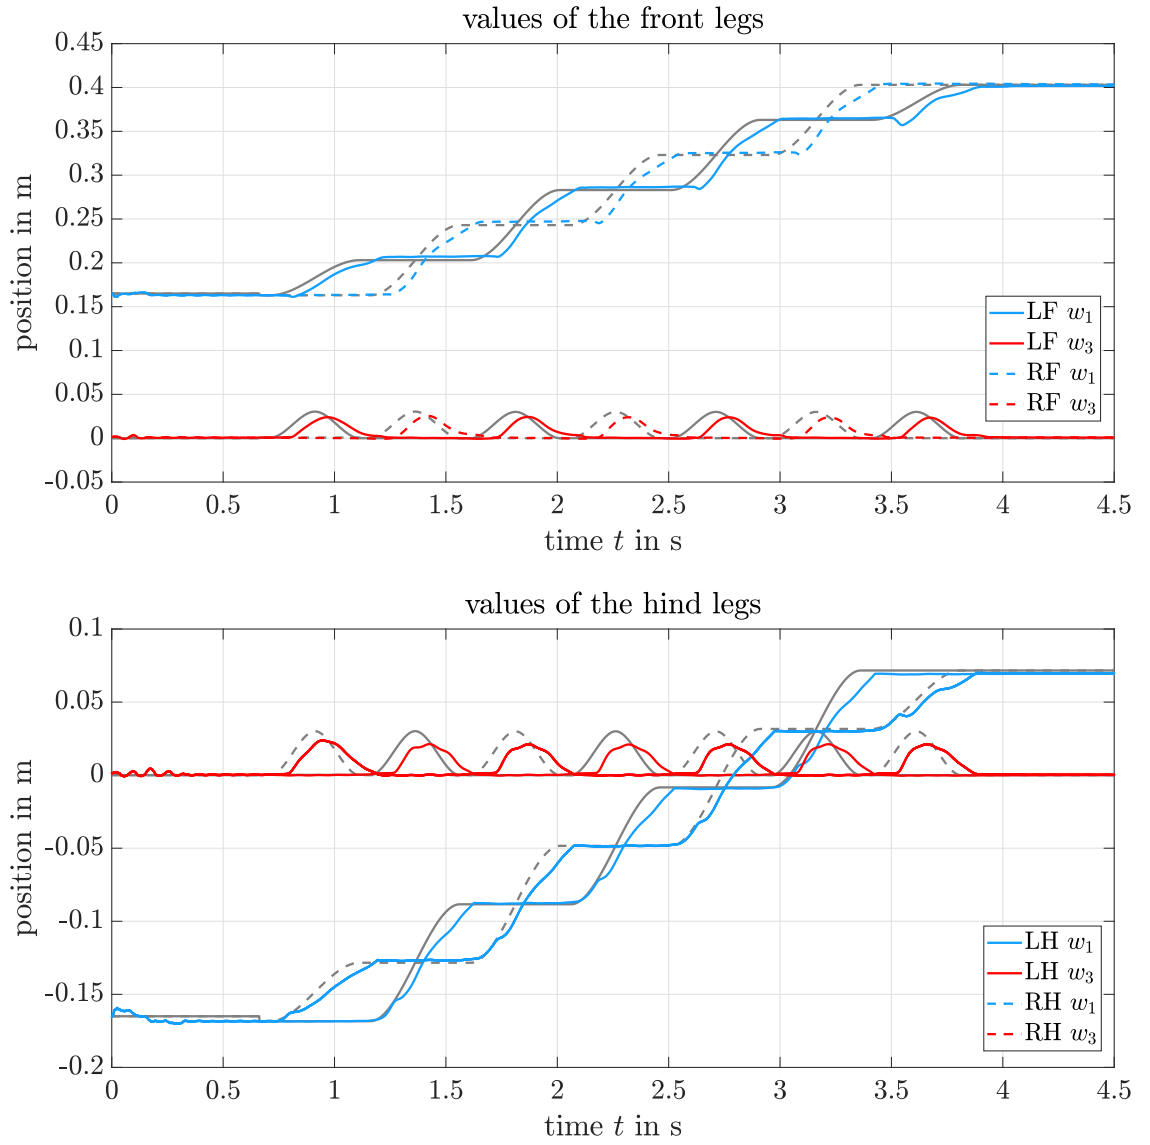 values of the front legs
0.45
0.4
0.35
0.3
0.25
0.2
0.15
0.1
0.05
0
-0.05
position in m
0 0.5 1 1.5 2 2.5 3 3.5 4 4.5
time t in s
LF w₁
LF w₃
RF w₁
RF w₃
values of the hind legs
0.1
0.05
0
-0.05
-0.1
-0.15
-0.2
position in m
0 0.5 1 1.5 2 2.5 3 3.5 4 4.5
time t in s
LH w₁
LH w₃
RH w₁
RH w₃